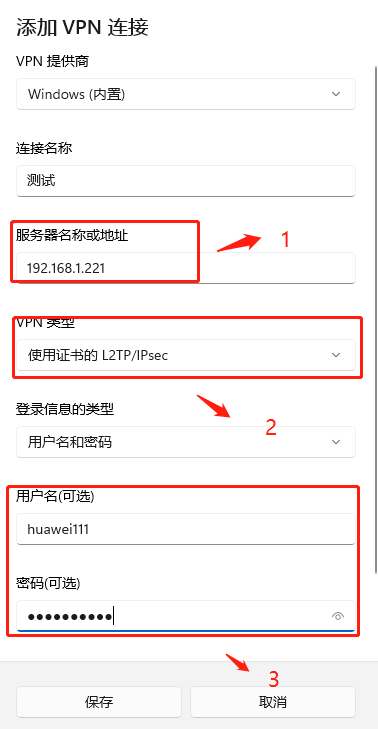 添加 VPN 连接
VPN 提供商
Windows (内置)
连接名称
测试
服务器名称或地址
1
192.168.1.221
VPN 类型
使用证书的 L2TP/IPsec
登录信息的类型
2
用户名和密码
用户名(可选)
huawei111
密码(可选)
●●●●●●●●●●
3
保存
取消